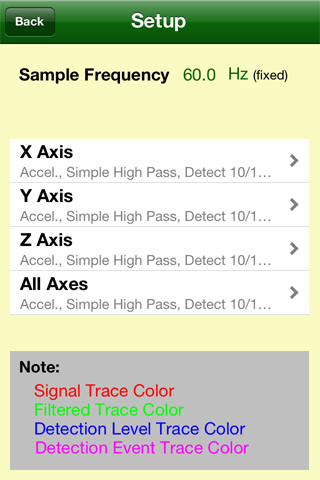 Back
Setup
Sample Frequency 60.0 Hz (fixed)
X Axis
Accel., Simple High Pass, Detect 10/1...
Y Axis
Accel., Simple High Pass, Detect 10/1...
Z Axis
Accel., Simple High Pass, Detect 10/1...
All Axes
Accel., Simple High Pass, Detect 10/1...
Note:
Signal Trace Color
Filtered Trace Color
Detection Level Trace Color
Detection Event Trace Color